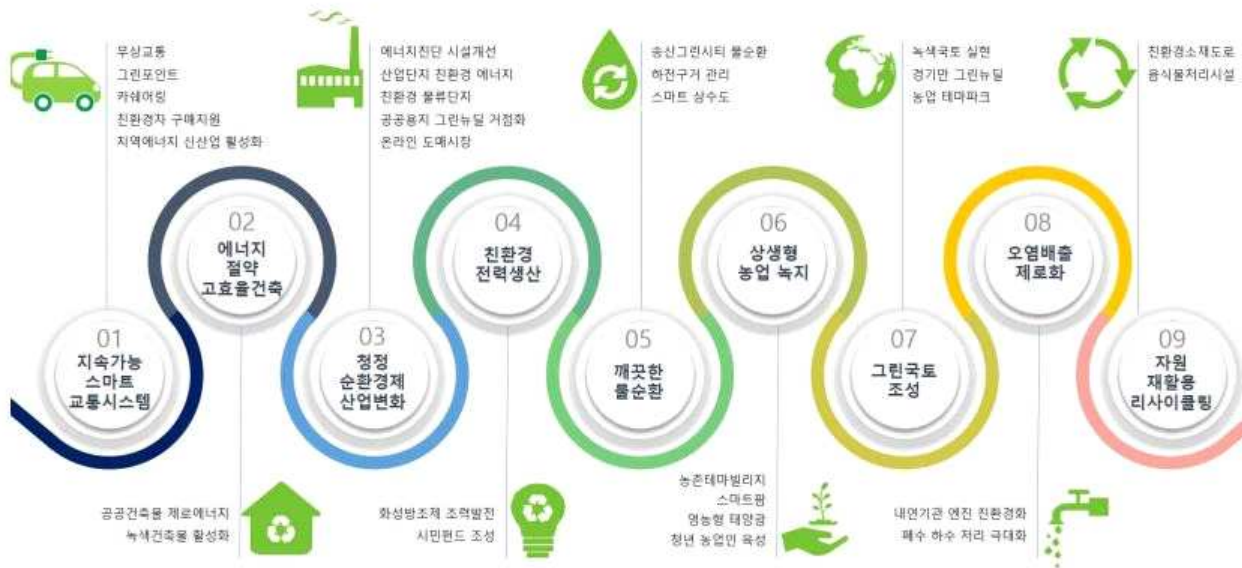 무상교통
그린포인트
카쉐어링
친환경차 구매지원
지역에너지 신산업 활성화
에너지진단 시설개선
산업단지 친환경 에너지
친환경 물류단지
공공용지 그린뉴딜 거점화
온라인 도매시장
송산그린시티 물순환
하천구거 관리
스마트 상수도
녹색국토 실현
경기만 그린뉴딜
농업 테마파크
친환경소재도로
음식물처리시설
01
지속가능
스마트
교통시스템
02
에너지
절약
고효율건축
03
청정
순환경제
산업변화
04
친환경
전력생산
05
깨끗한
물순환
06
상생형
농업 녹지
07
그린국토
조성
08
오염배출
제로화
09
자원
재활용
리사이클링
공공건축물 제로에너지
녹색건축물 활성화
화성방조제 조력발전
시민펀드 조성
농촌테마빌리지
스마트팜
영농형 태양광
청년 농업인 육성
내연기관 엔진 친환경화
폐수 하수 처리 극대화